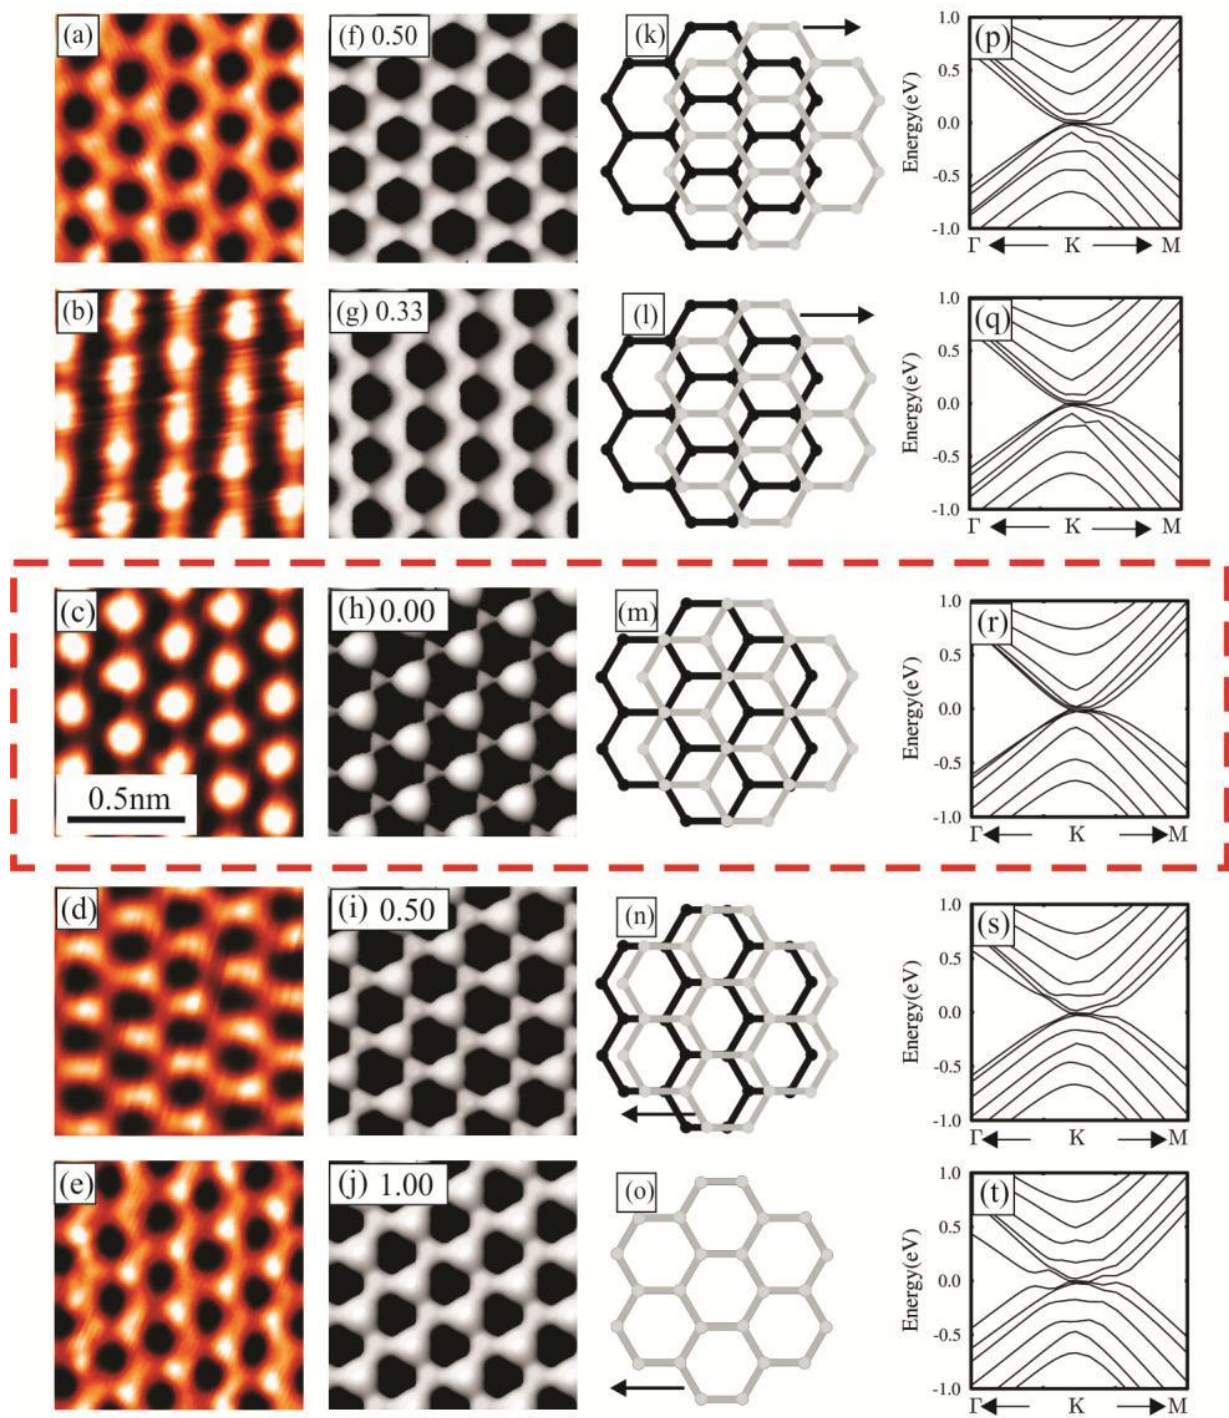 (a)
(f) 0.50
(k)
(p)
1.0
0.5
0.0
-0.5
-1.0
Energy(eV)
Γ K M
(b)
(g) 0.33
(l)
(q)
1.0
0.5
0.0
-0.5
-1.0
Energy(eV)
Γ K M
(c)
0.5nm
(h) 0.00
(m)
(r)
1.0
0.5
0.0
-0.5
-1.0
Energy(eV)
Γ K M
(d)
(i) 0.50
(n)
(s)
1.0
0.5
0.0
-0.5
-1.0
Energy(eV)
Γ K M
(e)
(j) 1.00
(o)
(t)
1.0
0.5
0.0
-0.5
-1.0
Energy(eV)
Γ K M